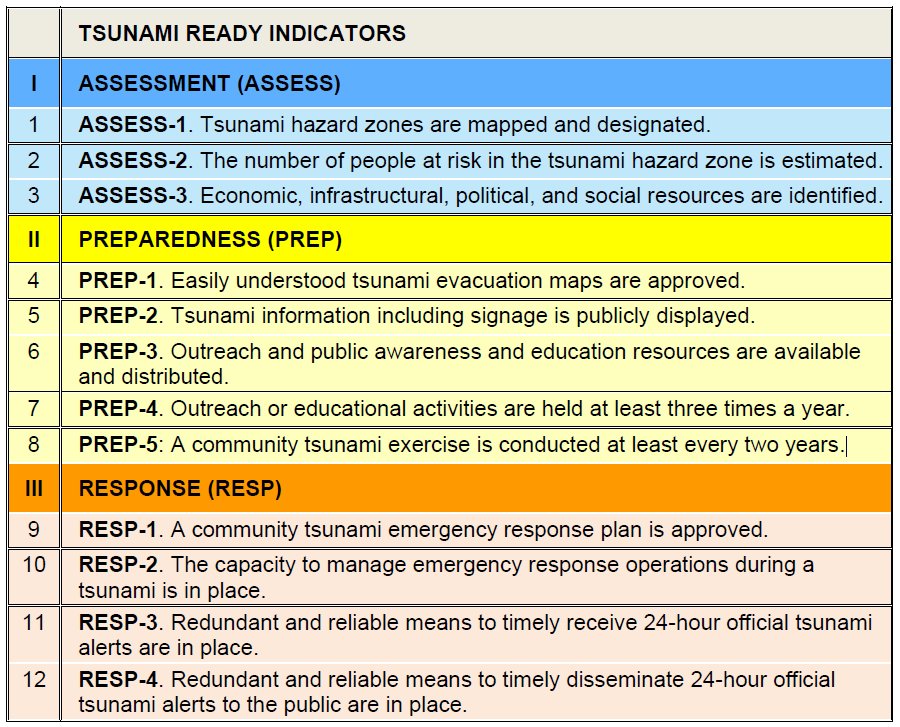 TSUNAMI READY INDICATORS
I ASSESSMENT (ASSESS)
1 ASSESS-1. Tsunami hazard zones are mapped and designated.
2 ASSESS-2. The number of people at risk in the tsunami hazard zone is estimated.
3 ASSESS-3. Economic, infrastructural, political, and social resources are identified.
II PREPAREDNESS (PREP)
4 PREP-1. Easily understood tsunami evacuation maps are approved.
5 PREP-2. Tsunami information including signage is publicly displayed.
6 PREP-3. Outreach and public awareness and education resources are available
and distributed.
7 PREP-4. Outreach or educational activities are held at least three times a year.
8 PREP-5: A community tsunami exercise is conducted at least every two years.
III RESPONSE (RESP)
9 RESP-1. A community tsunami emergency response plan is approved.
10 RESP-2. The capacity to manage emergency response operations during a
tsunami is in place.
11 RESP-3. Redundant and reliable means to timely receive 24-hour official tsunami
alerts are in place.
12 RESP-4. Redundant and reliable means to timely disseminate 24-hour official
tsunami alerts to the public are in place.